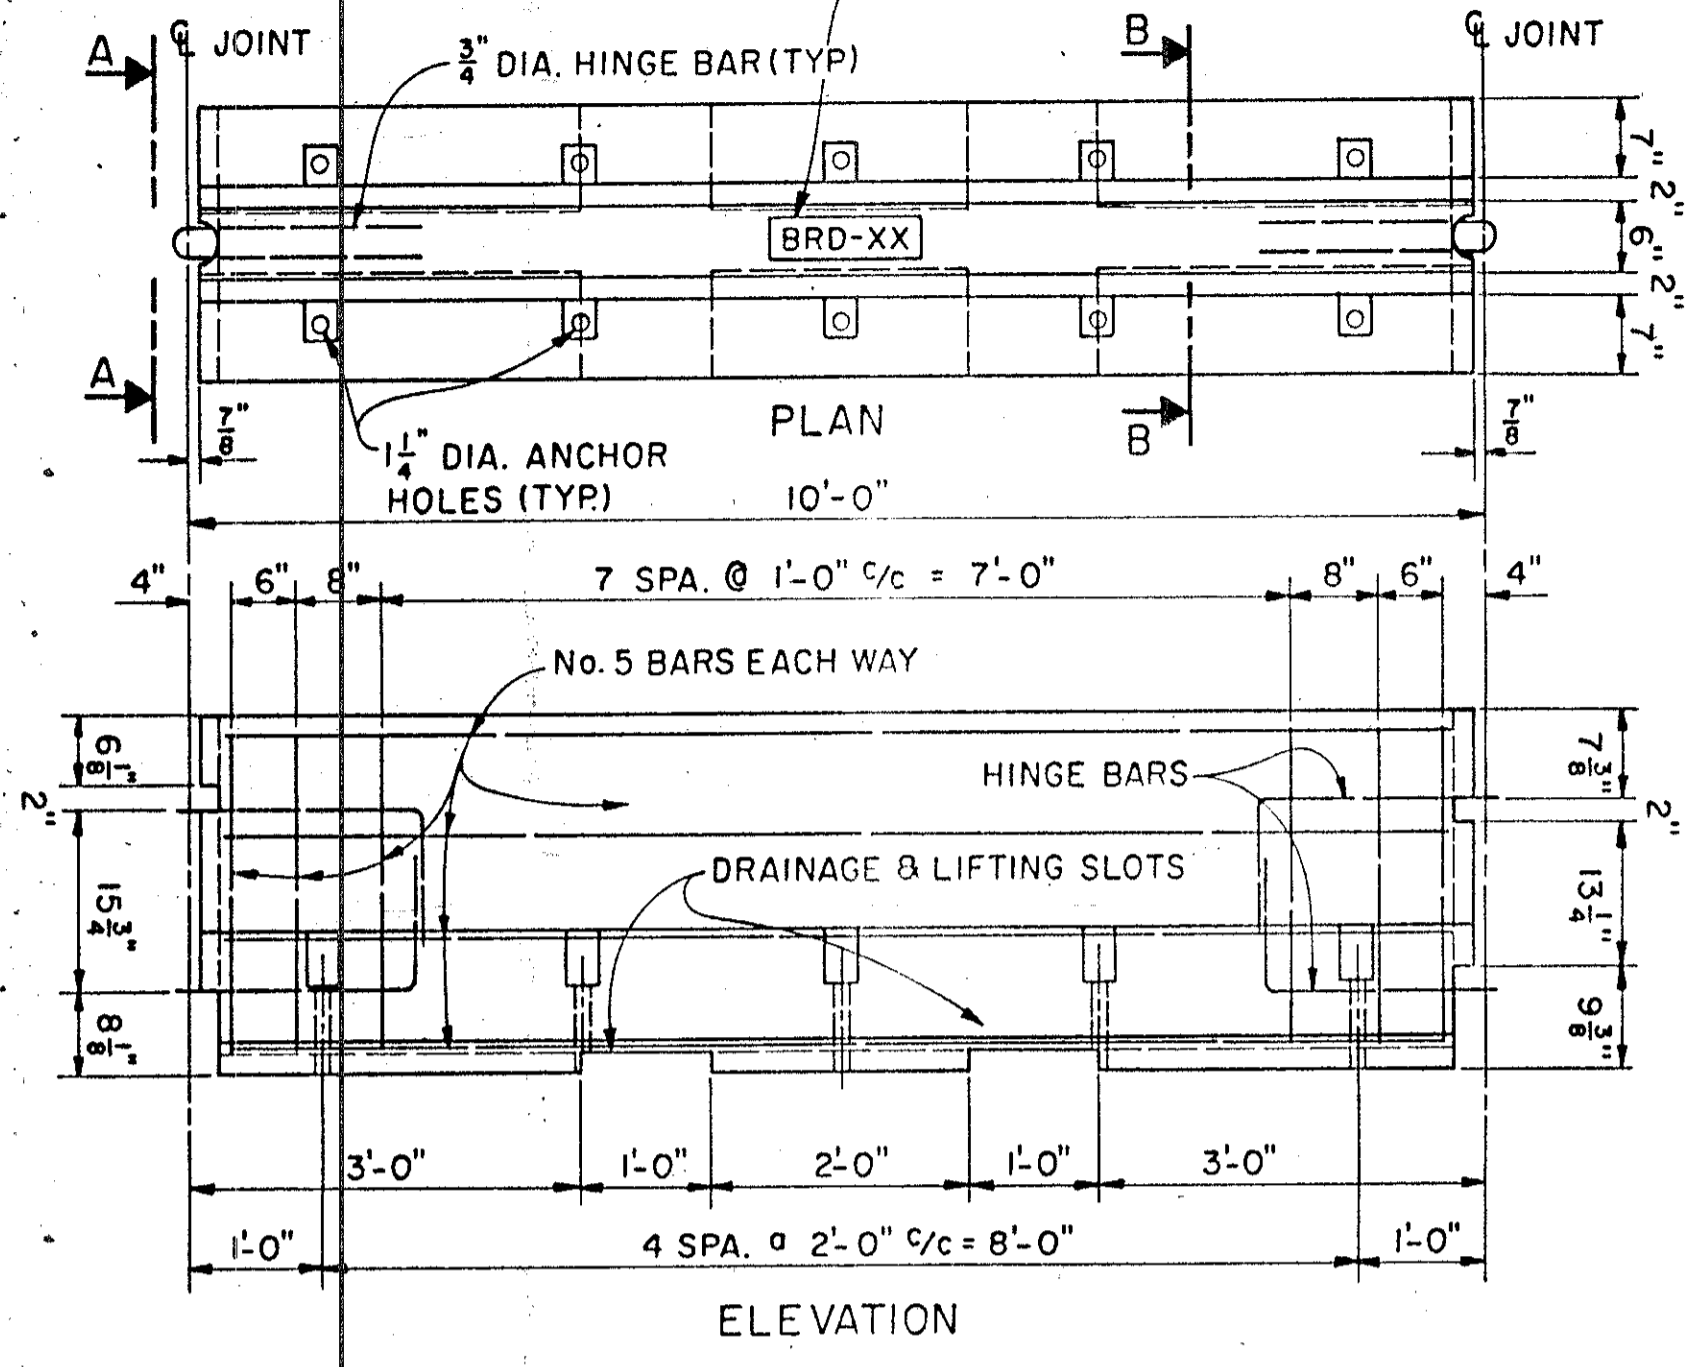 A ℄ JOINT B ℄ JOINT
3/4" DIA. HINGE BAR (TYP)
7"
2"
BRD-XX
6"
2"
7"
A B
7/8" PLAN 7/8"
1 1/4" DIA. ANCHOR
HOLES (TYP.) 10'-0"
4" 6" 8" 7 SPA. @ 1'-0" c/c = 7'-0" 8" 6" 4"
No. 5 BARS EACH WAY
6 1/8" HINGE BARS 7 3/8"
2" 2"
15 3/4" DRAINAGE & LIFTING SLOTS 13 1/4"
8 1/8" 9 3/8"
3'-0" 1'-0" 2'-0" 1'-0" 3'-0"
1'-0" 4 SPA. @ 2'-0" c/c = 8'-0" 1'-0"
ELEVATION